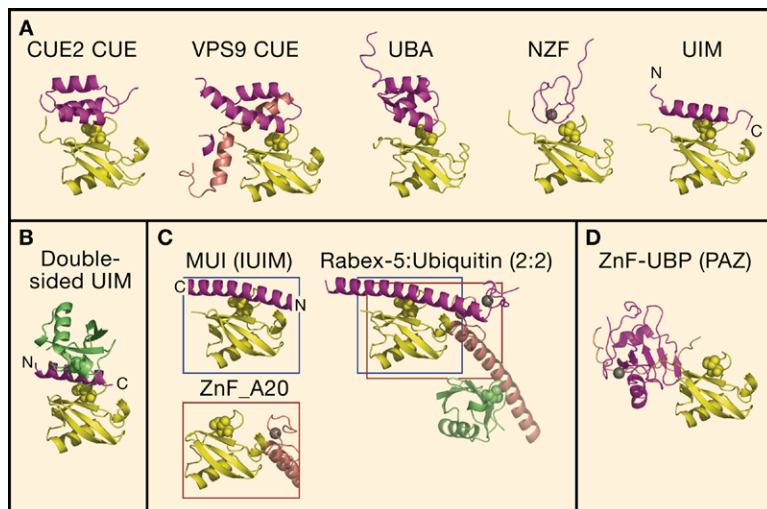 A
CUE2 CUE
VPS9 CUE
UBA
NZF
UIM
N
C
B
Double-
sided UIM
N
C
C
MUI (IUIM)
C
N
ZnF_A20
Rabex-5:Ubiquitin (2:2)
D
ZnF-UBP (PAZ)